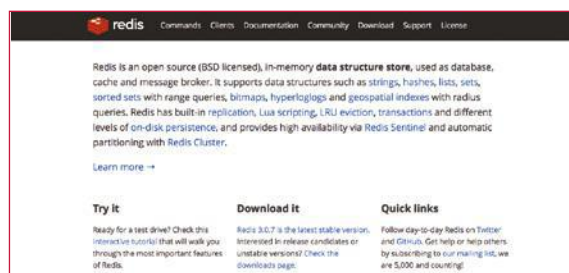 redis Commands Clients Documentation Community Download Support License
Redis is an open source (BSD licensed), in-memory data structure store, used as database,
cache and message broker. It supports data structures such as strings, hashes, lists, sets,
sorted sets with range queries, bitmaps, hyperloglogs and geospatial indexes with radius
queries. Redis has built-in replication, Lua scripting, LRU eviction, transactions and different
levels of on-disk persistence, and provides high availability via Redis Sentinel and automatic
partitioning with Redis Cluster.
Learn more →
Try it
Ready for a test drive? Check this
interactive tutorial that will walk you
through the most important features
of Redis.
Download it
Redis 3.0.7 is the latest stable version.
Interested in release candidates or
unstable versions? Check the
downloads page.
Quick links
Follow day-to-day Redis on Twitter
and GitHub. Get help or help others
by subscribing to our mailing list, we
are 5,000 and counting!